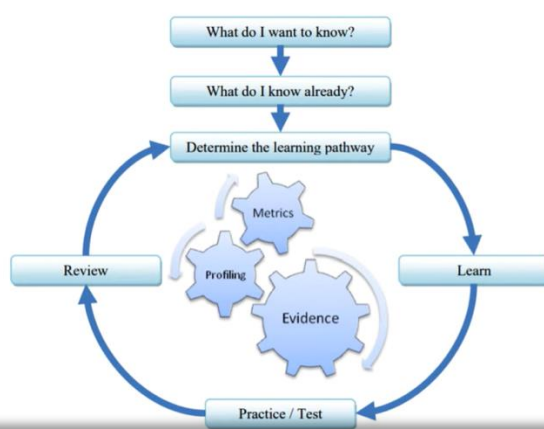 What do I want to know?
What do I know already?
Determine the learning pathway
Metrics
Review
Profiling
Learn
Evidence
Practice / Test